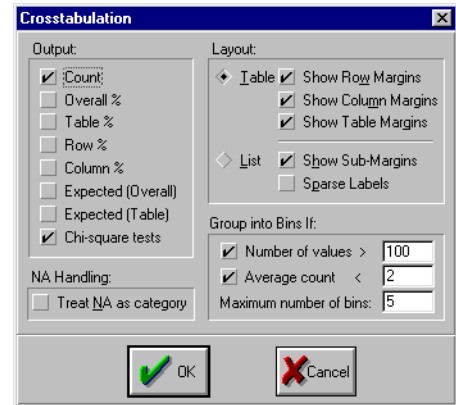 Crosstabulation
Output:
Count
Overall %
Table %
Row %
Column %
Expected (Overall)
Expected (Table)
Chi-square tests
NA Handling:
Treat NA as category
Layout:
Table
Show Row Margins
Show Column Margins
Show Table Margins
List
Show Sub-Margins
Sparse Labels
Group into Bins If:
Number of values > 100
Average count < 2
Maximum number of bins: 5
OK
Cancel